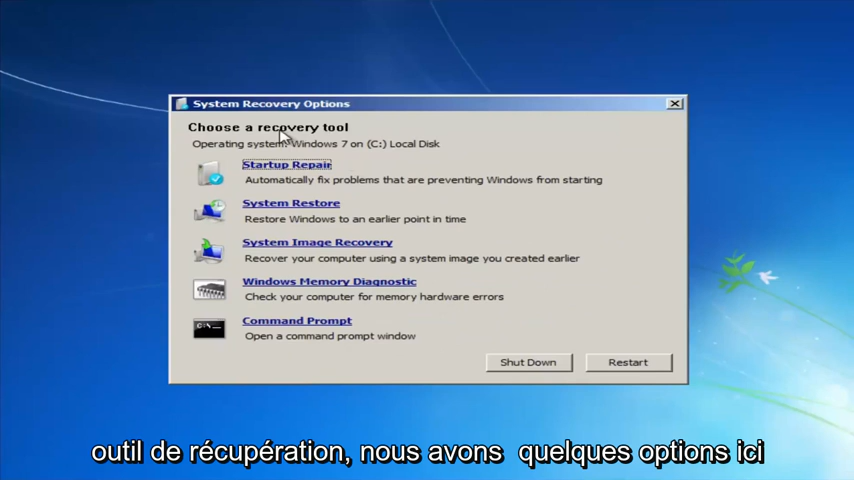 System Recovery Options
Choose a recovery tool
Operating system: Windows 7 on (C:) Local Disk
Startup Repair
Automatically fix problems that are preventing Windows from starting
System Restore
Restore Windows to an earlier point in time
System Image Recovery
Recover your computer using a system image you created earlier
Windows Memory Diagnostic
Check your computer for memory hardware errors
C:\_
Command Prompt
Open a command prompt window
Shut Down Restart
outil de récupération, nous avons quelques options ici